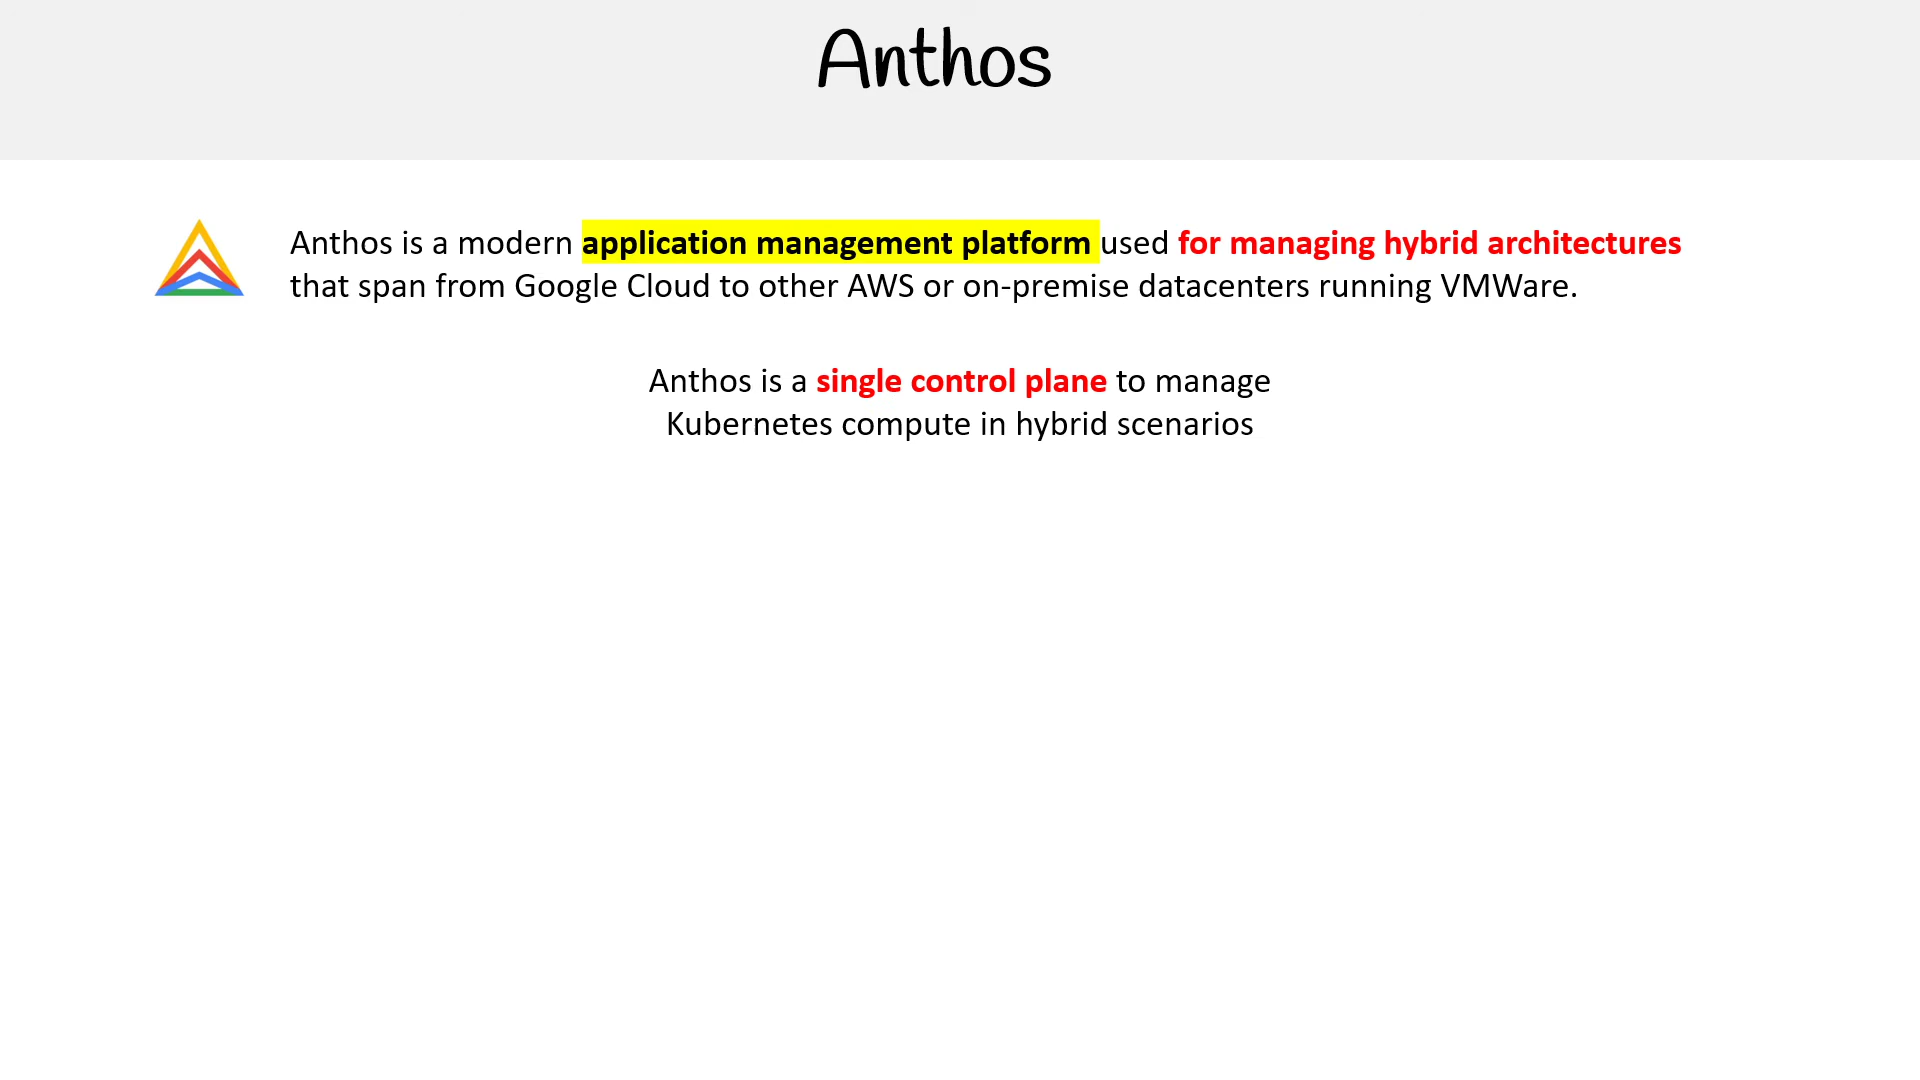 Anthos
Anthos is a modern application management platform used for managing hybrid architectures
that span from Google Cloud to other AWS or on-premise datacenters running VMWare.
Anthos is a single control plane to manage
Kubernetes compute in hybrid scenarios